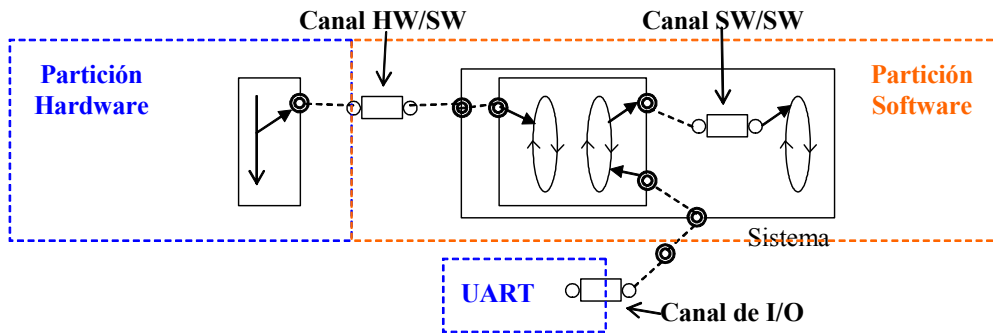 Canal HW/SW
Canal SW/SW
Partición
Hardware
Partición
Software
Sistema
UART
Canal de I/O